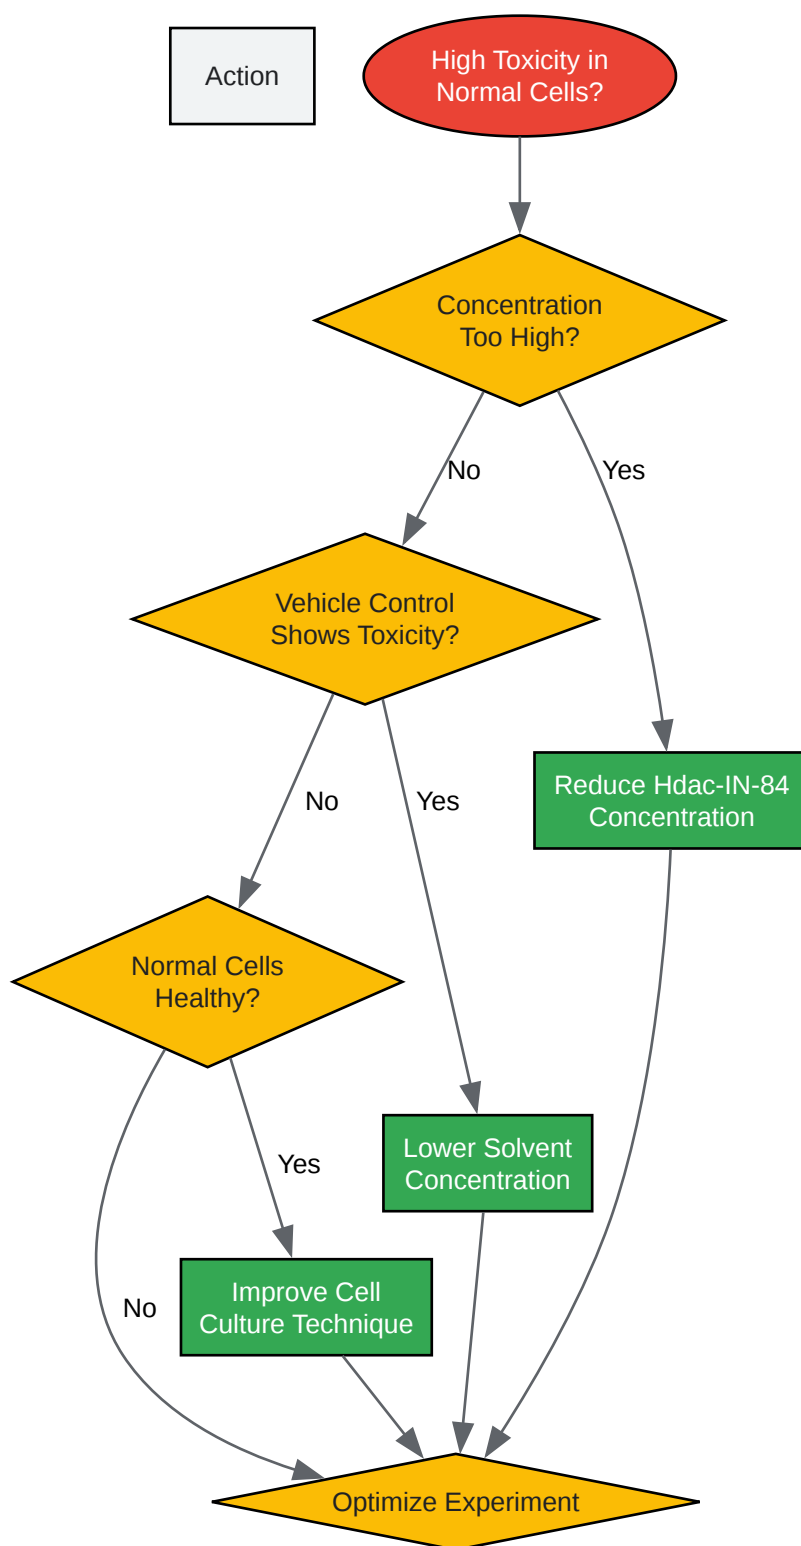 Action
High Toxicity in
Normal Cells?
Concentration
Too High?
No
Yes
Vehicle Control
Shows Toxicity?
No
Yes
Reduce Hdac-IN-84
Concentration
Normal Cells
Healthy?
Yes
Lower Solvent
Concentration
No
Improve Cell
Culture Technique
Optimize Experiment